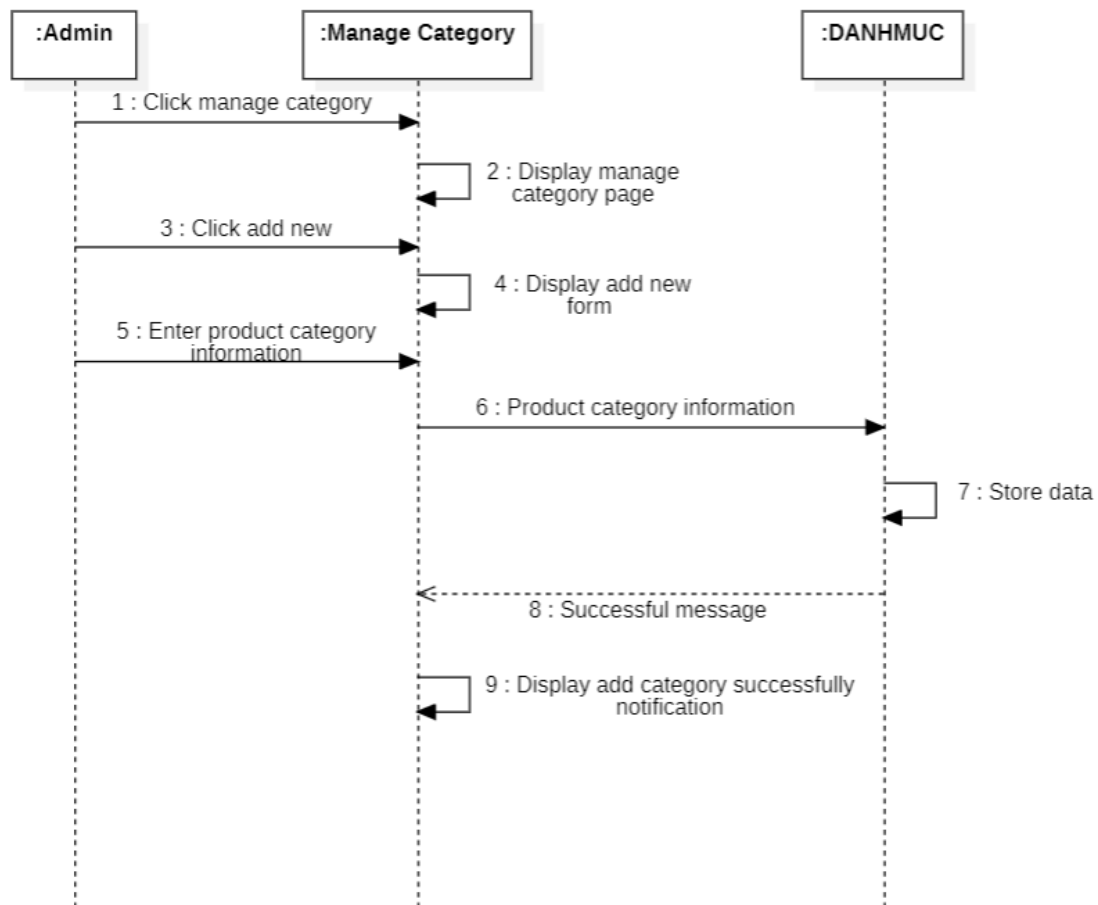 :Admin
:Manage Category
:DANHMUC
1 : Click manage category
2 : Display manage
category page
3 : Click add new
4 : Display add new
form
5 : Enter product category
information
6 : Product category information
7 : Store data
8 : Successful message
9 : Display add category successfully
notification